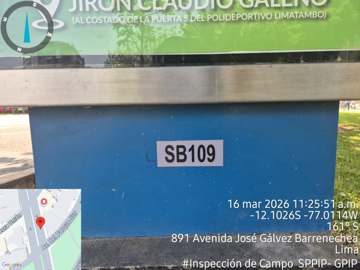 JIRÓN CLAUDIO GALENO
(AL COSTADO DE LA PUERTA 5 DEL POLIDEPORTIVO LIMATAMBO)
SB109
16 mar 2026 11:25:51 a.m.
-12.1026S -77.0114W
161° S
891 Avenida José Gálvez Barrenechea
Lima
#Inspección de Campo SPPIP- GPIP